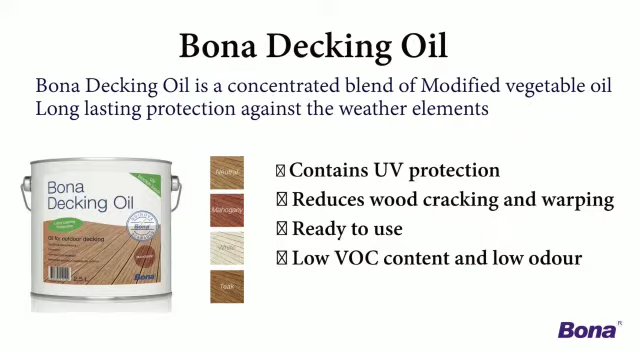 Bona Decking Oil
Bona Decking Oil is a concentrated blend of Modified vegetable oil
Long lasting protection against the weather elements
Bona
Decking Oil
Oil for outdoor decking
Bona
2.5 L
Neutral
Mahogany
White
Teak
Contains UV protection
Reduces wood cracking and warping
Ready to use
Low VOC content and low odour
Bona